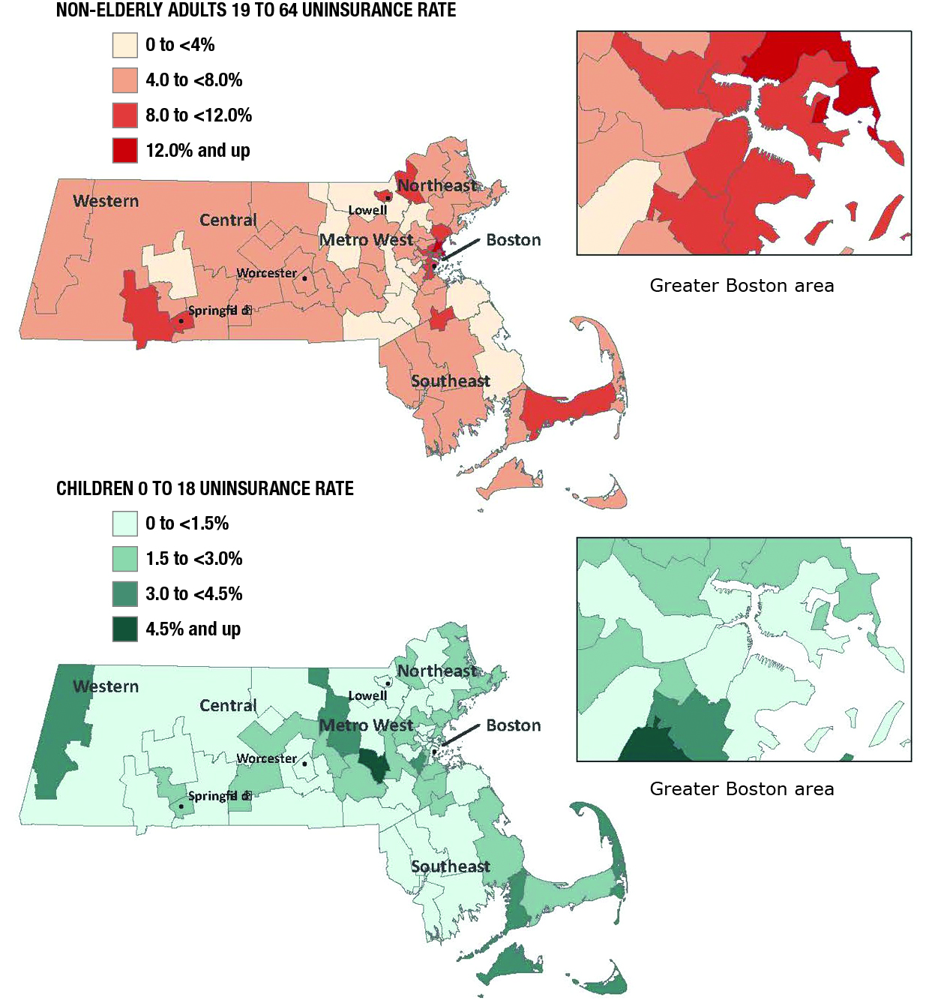 NON-ELDERLY ADULTS 19 TO 64 UNINSURANCE RATE
0 to <4%
4.0 to <8.0%
8.0 to <12.0%
12.0% and up
Western
Central
Northeast
Lowell
Metro West
Boston
Worcester
Southeast
Greater Boston area
CHILDREN 0 TO 18 UNINSURANCE RATE
0 to <1.5%
1.5 to <3.0%
3.0 to <4.5%
4.5% and up
Western
Central
Northeast
Lowell
Metro West
Boston
Worcester
Southeast
Greater Boston area